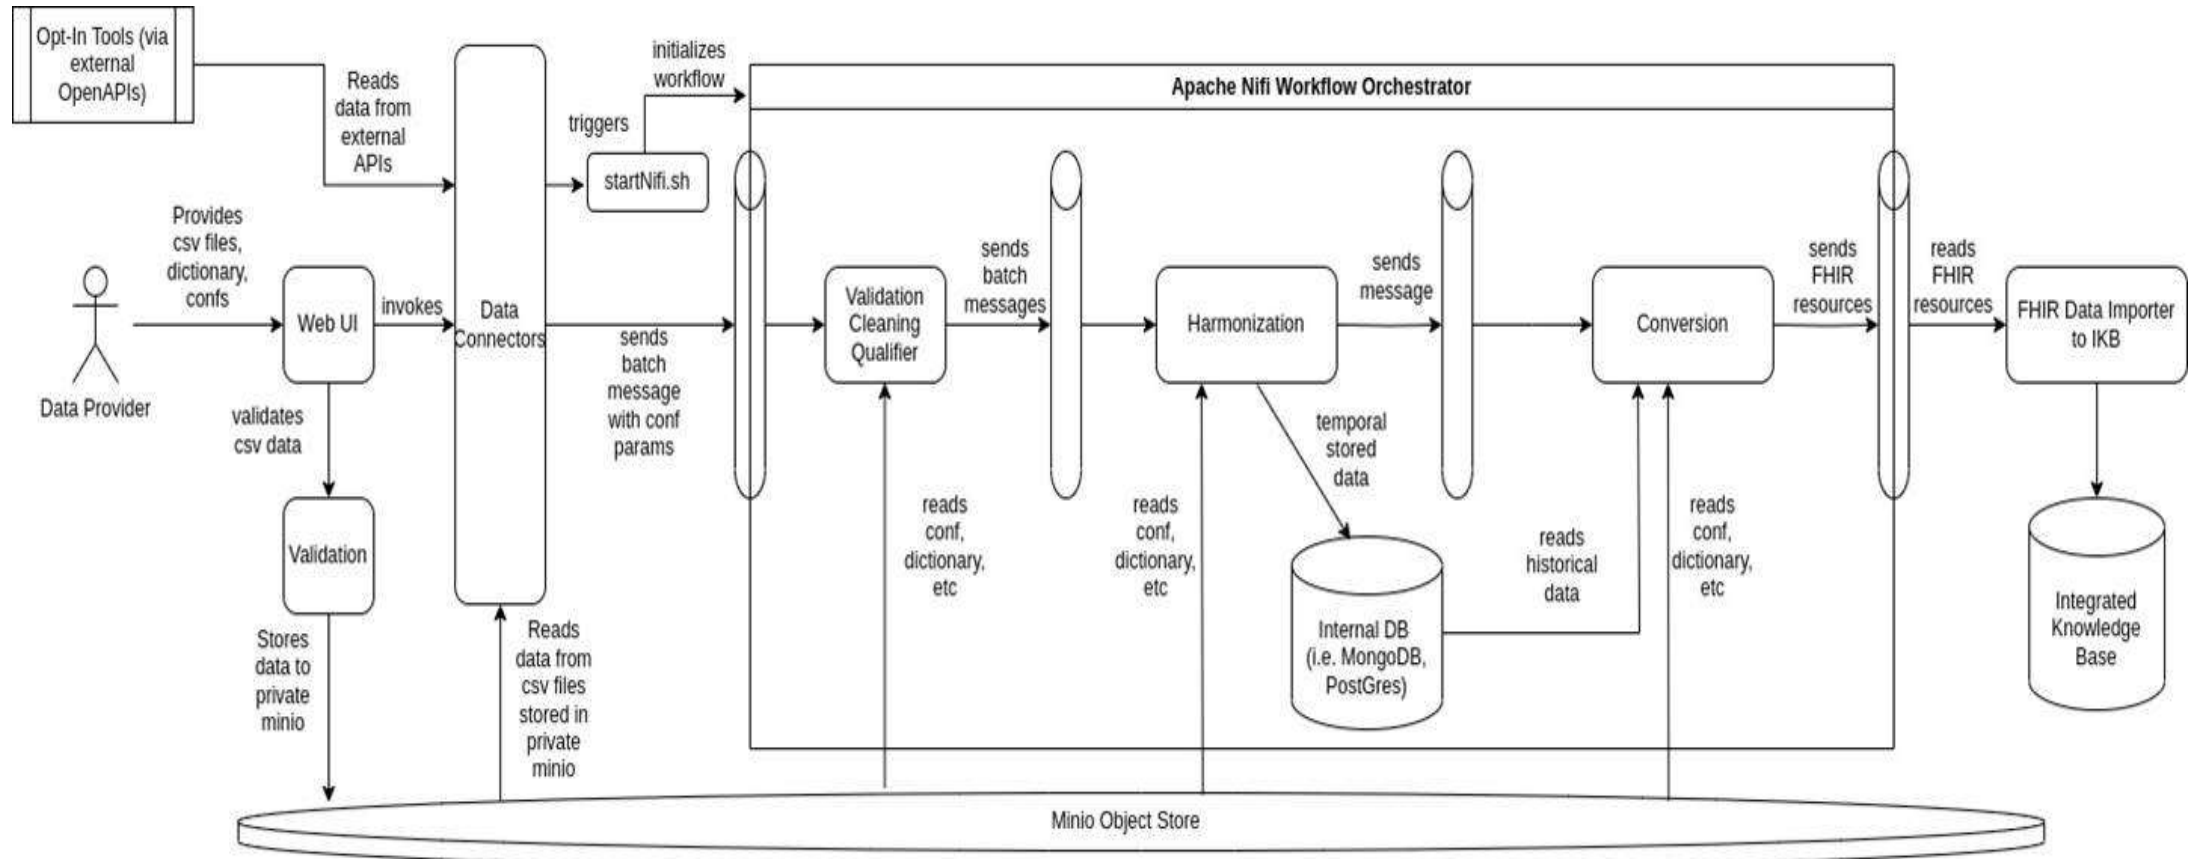 Opt-In Tools (via
external
OpenAPIs)
Reads
data from
external
APIs
initializes
workflow
triggers
startNifi.sh
Apache Nifi Workflow Orchestrator
Provides
csv files,
dictionary,
confs
Data Provider
Web UI
invokes
Data
Connectors
validates
csv data
Validation
Stores
data to
private
minio
Reads
data from
csv files
stored in
private
minio
sends
batch
message
with conf
params
Validation
Cleaning
Qualifier
sends
batch
messages
Harmonization
sends
message
Conversion
sends
FHIR
resources
reads
FHIR
resources
FHIR Data Importer
to IKB
reads
conf,
dictionary,
etc
reads
conf,
dictionary,
etc
temporal
stored
data
Internal DB
(i.e. MongoDB,
PostGres)
reads
historical
data
reads
conf,
dictionary,
etc
Integrated
Knowledge
Base
Minio Object Store